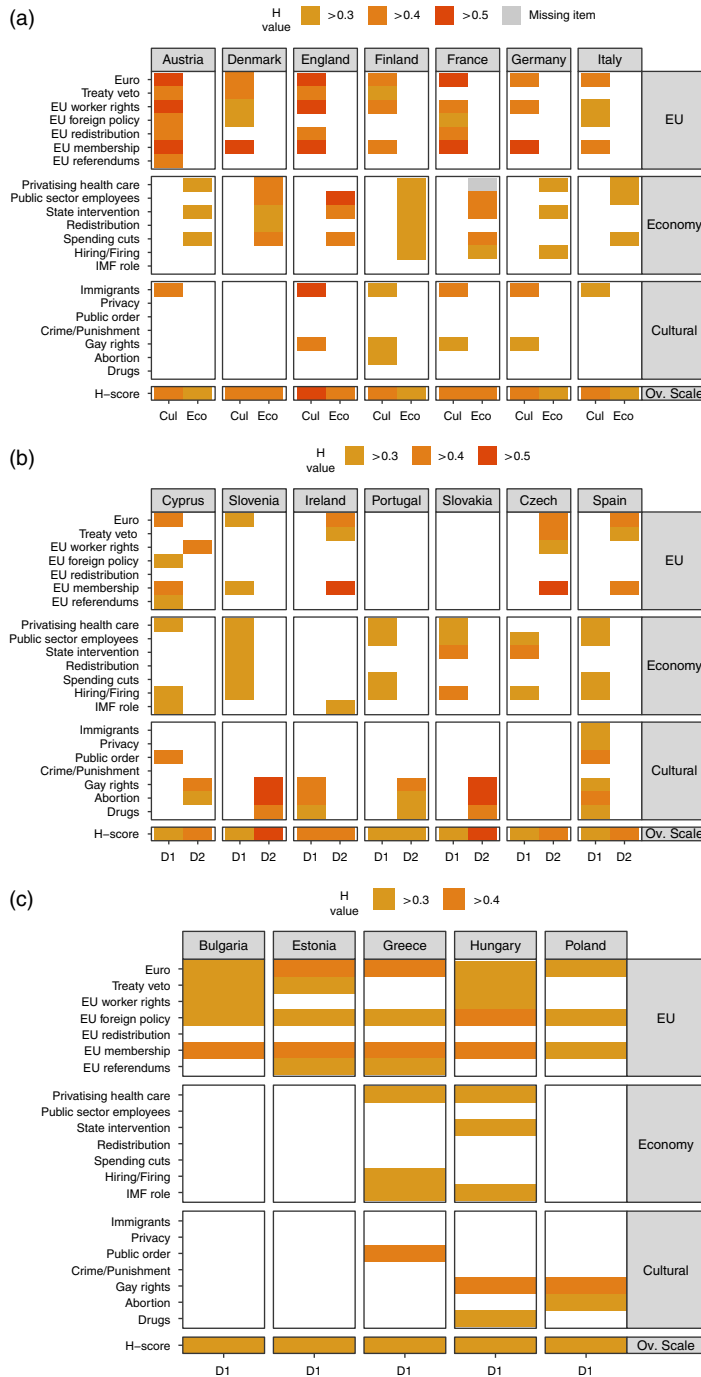 (a)
H value >0.3 >0.4 >0.5 Missing item
Austria Denmark England Finland France Germany Italy
Euro
Treaty veto
EU worker rights
EU foreign policy
EU redistribution
EU membership
EU referendums
EU
Privatising health care
Public sector employees
State intervention
Redistribution
Spending cuts
Hiring/Firing
IMF role
Economy
Immigrants
Privacy
Public order
Crime/Punishment
Gay rights
Abortion
Drugs
Cultural
H−score Ov. Scale
Cul Eco Cul Eco Cul Eco Cul Eco Cul Eco Cul Eco Cul Eco
(b)
H value >0.3 >0.4 >0.5
Cyprus Slovenia Ireland Portugal Slovakia Czech Spain
Euro
Treaty veto
EU worker rights
EU foreign policy
EU redistribution
EU membership
EU referendums
EU
Privatising health care
Public sector employees
State intervention
Redistribution
Spending cuts
Hiring/Firing
IMF role
Economy
Immigrants
Privacy
Public order
Crime/Punishment
Gay rights
Abortion
Drugs
Cultural
H−score Ov. Scale
D1 D2 D1 D2 D1 D2 D1 D2 D1 D2 D1 D2 D1 D2
(c)
H value >0.3 >0.4
Bulgaria Estonia Greece Hungary Poland
Euro
Treaty veto
EU worker rights
EU foreign policy
EU redistribution
EU membership
EU referendums
EU
Privatising health care
Public sector employees
State intervention
Redistribution
Spending cuts
Hiring/Firing
IMF role
Economy
Immigrants
Privacy
Public order
Crime/Punishment
Gay rights
Abortion
Drugs
Cultural
H−score Ov. Scale
D1 D1 D1 D1 D1